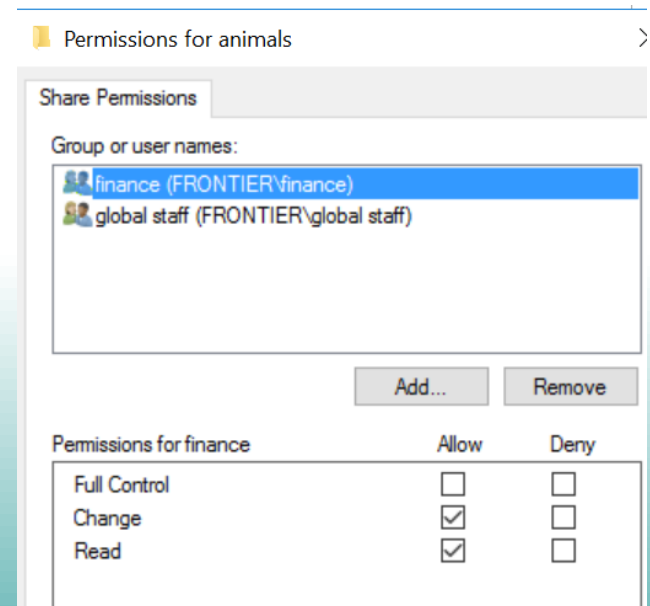 Permissions for animals
Share Permissions
Group or user names:
finance (FRONTIER\finance)
global staff (FRONTIER\global staff)
Add... Remove
Permissions for finance Allow Deny
Full Control
Change
Read